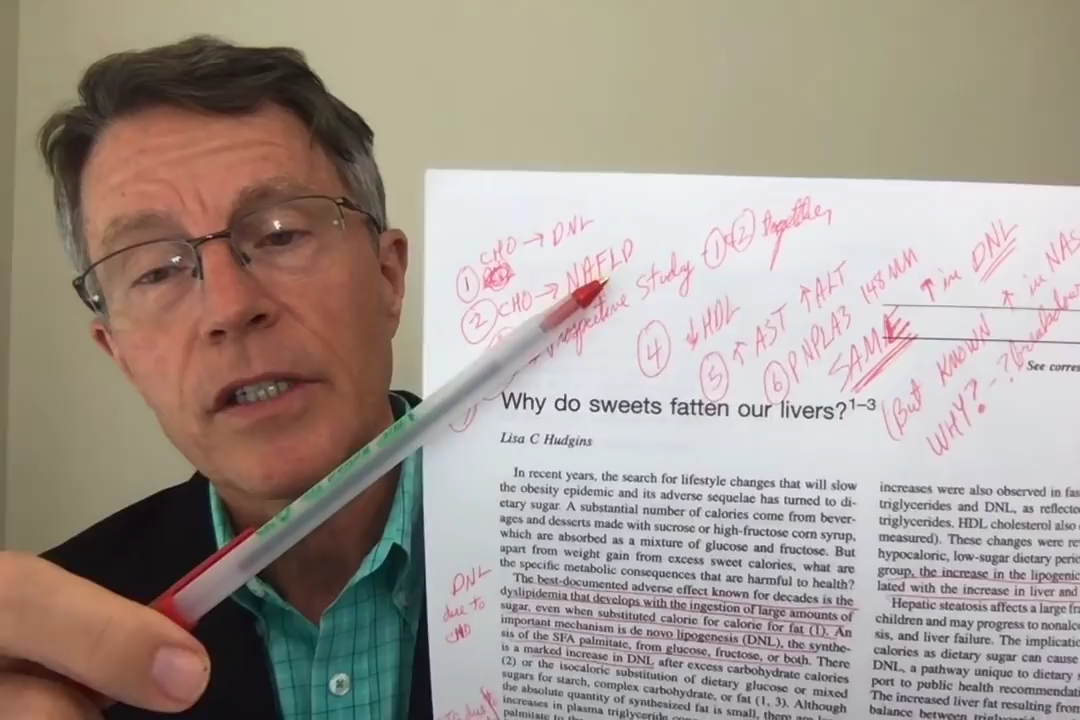 ① CHO → DNL
② CHO → NAFLD
Study ① + ② together
④ ↓ HDL
⑤ ↑ AST ↑ ALT
⑥ PNPLA3 148 MM
SAME
↑ in DNL
(But KNOWN ↑ in NAS
WHY? - ?breakdow
See corres
Why do sweets fatten our livers?1–3
Lisa C Hudgins
In recent years, the search for lifestyle changes that will slow
the obesity epidemic and its adverse sequelae has turned to di-
etary sugar. A substantial number of calories come from bever-
ages and desserts made with sucrose or high-fructose corn syrup,
which are absorbed as a mixture of glucose and fructose. But
apart from weight gain from excess sweet calories, what are
the specific metabolic consequences that are harmful to health?
The best-documented adverse effect known for decades is the
dyslipidemia that develops with the ingestion of large amounts of
sugar, even when substituted calorie for calorie for fat (1). An
important mechanism is de novo lipogenesis (DNL), the synthe-
sis of the SFA palmitate, from glucose, fructose, or both. There
is a marked increase in DNL after excess carbohydrate calories
(2) or the isocaloric substitution of dietary glucose or mixed
sugars for starch, complex carbohydrate, or fat (1, 3). Although
the absolute quantity of synthesized fat is small, there are
increases in plasma triglyceride
palmitate
DNL
due to
CHO
due
increases were also observed in fas
triglycerides and DNL, as reflecte
triglycerides. HDL cholesterol also
measured). These changes were re
hypocaloric, low-sugar dietary peri
group, the increase in the lipogenic
lated with the increase in liver and
Hepatic steatosis affects a large fr
children and may progress to nonalc
sis, and liver failure. The implicatio
calories as dietary sugar can cause
DNL, a pathway unique to dietary s
port to public health recommendat
The increased liver fat resulting from
balance between